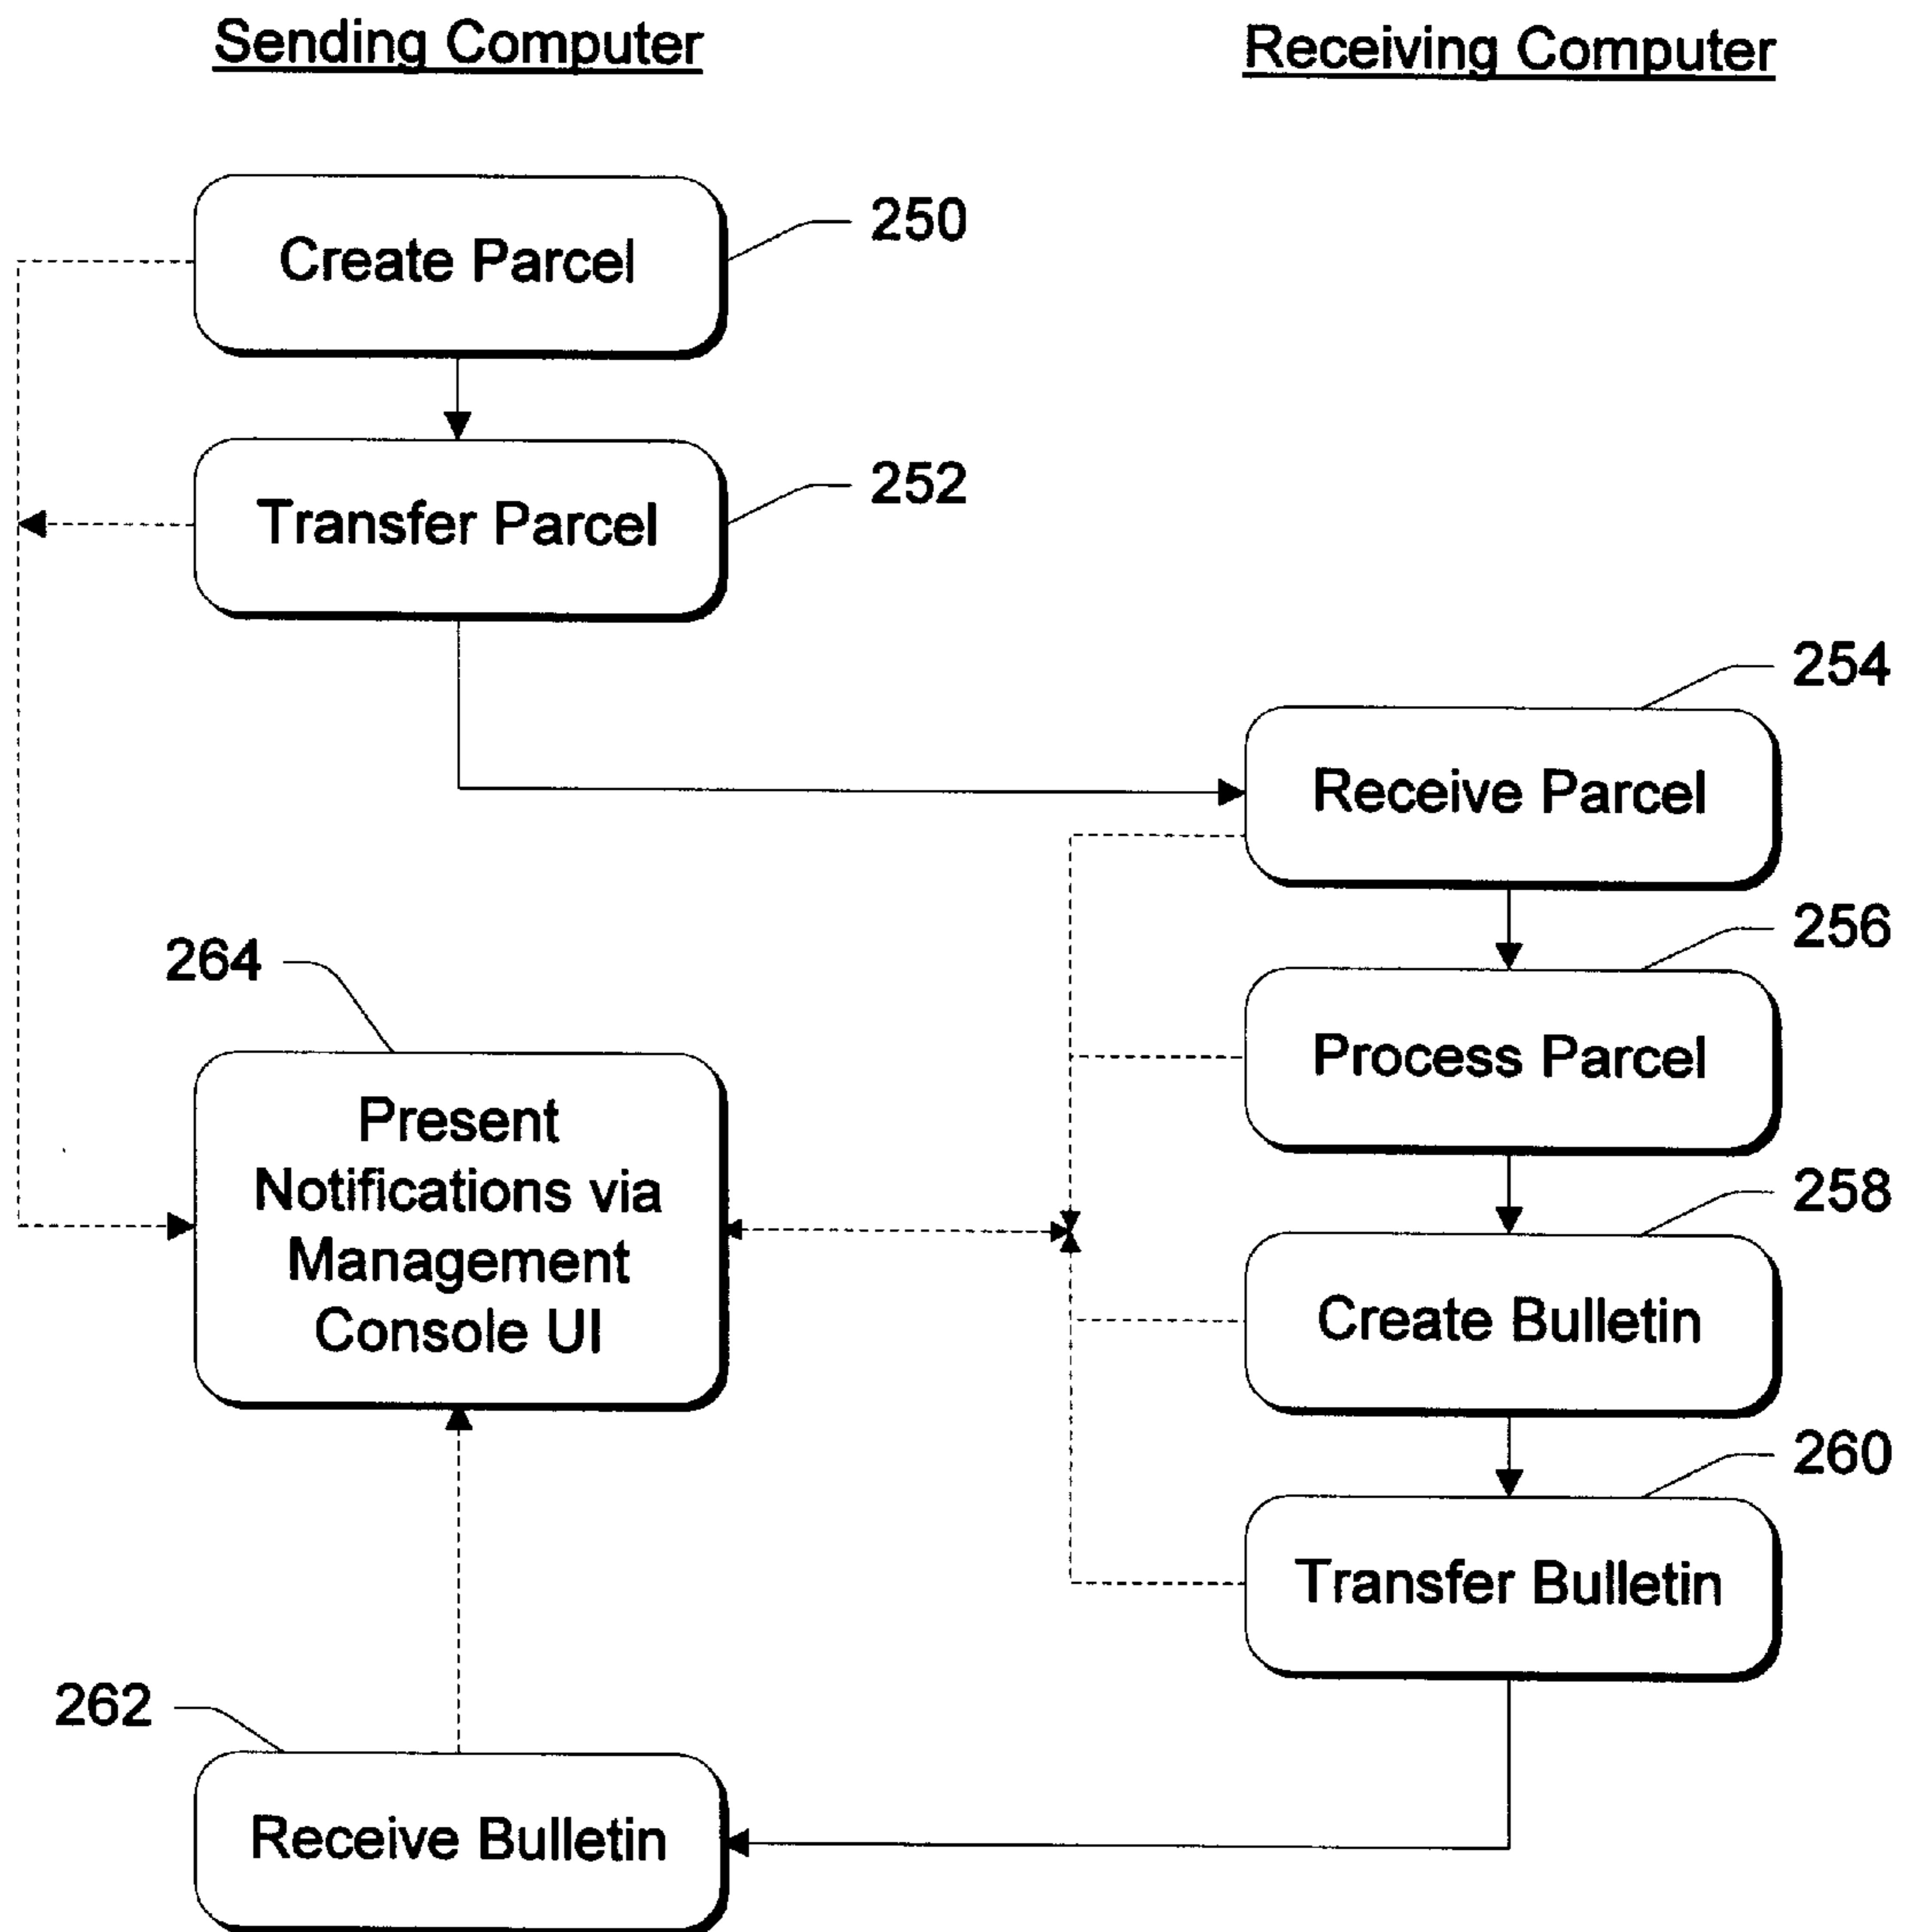 Sending Computer
Receiving Computer
Create Parcel
250
Transfer Parcel
252
254
Receive Parcel
256
Process Parcel
264
Present
Notifications via
Management
Console UI
258
Create Bulletin
260
Transfer Bulletin
262
Receive Bulletin